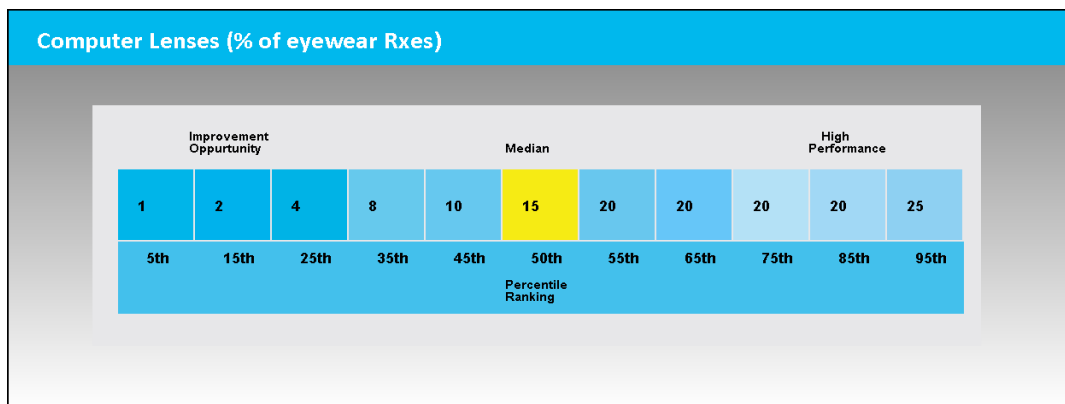 Computer Lenses (% of eyewear Rxes)
Improvement
Oppurtunity
Median
High
Performance
1 2 4 8 10 15 20 20 20 20 25
5th 15th 25th 35th 45th 50th 55th 65th 75th 85th 95th
Percentile
Ranking